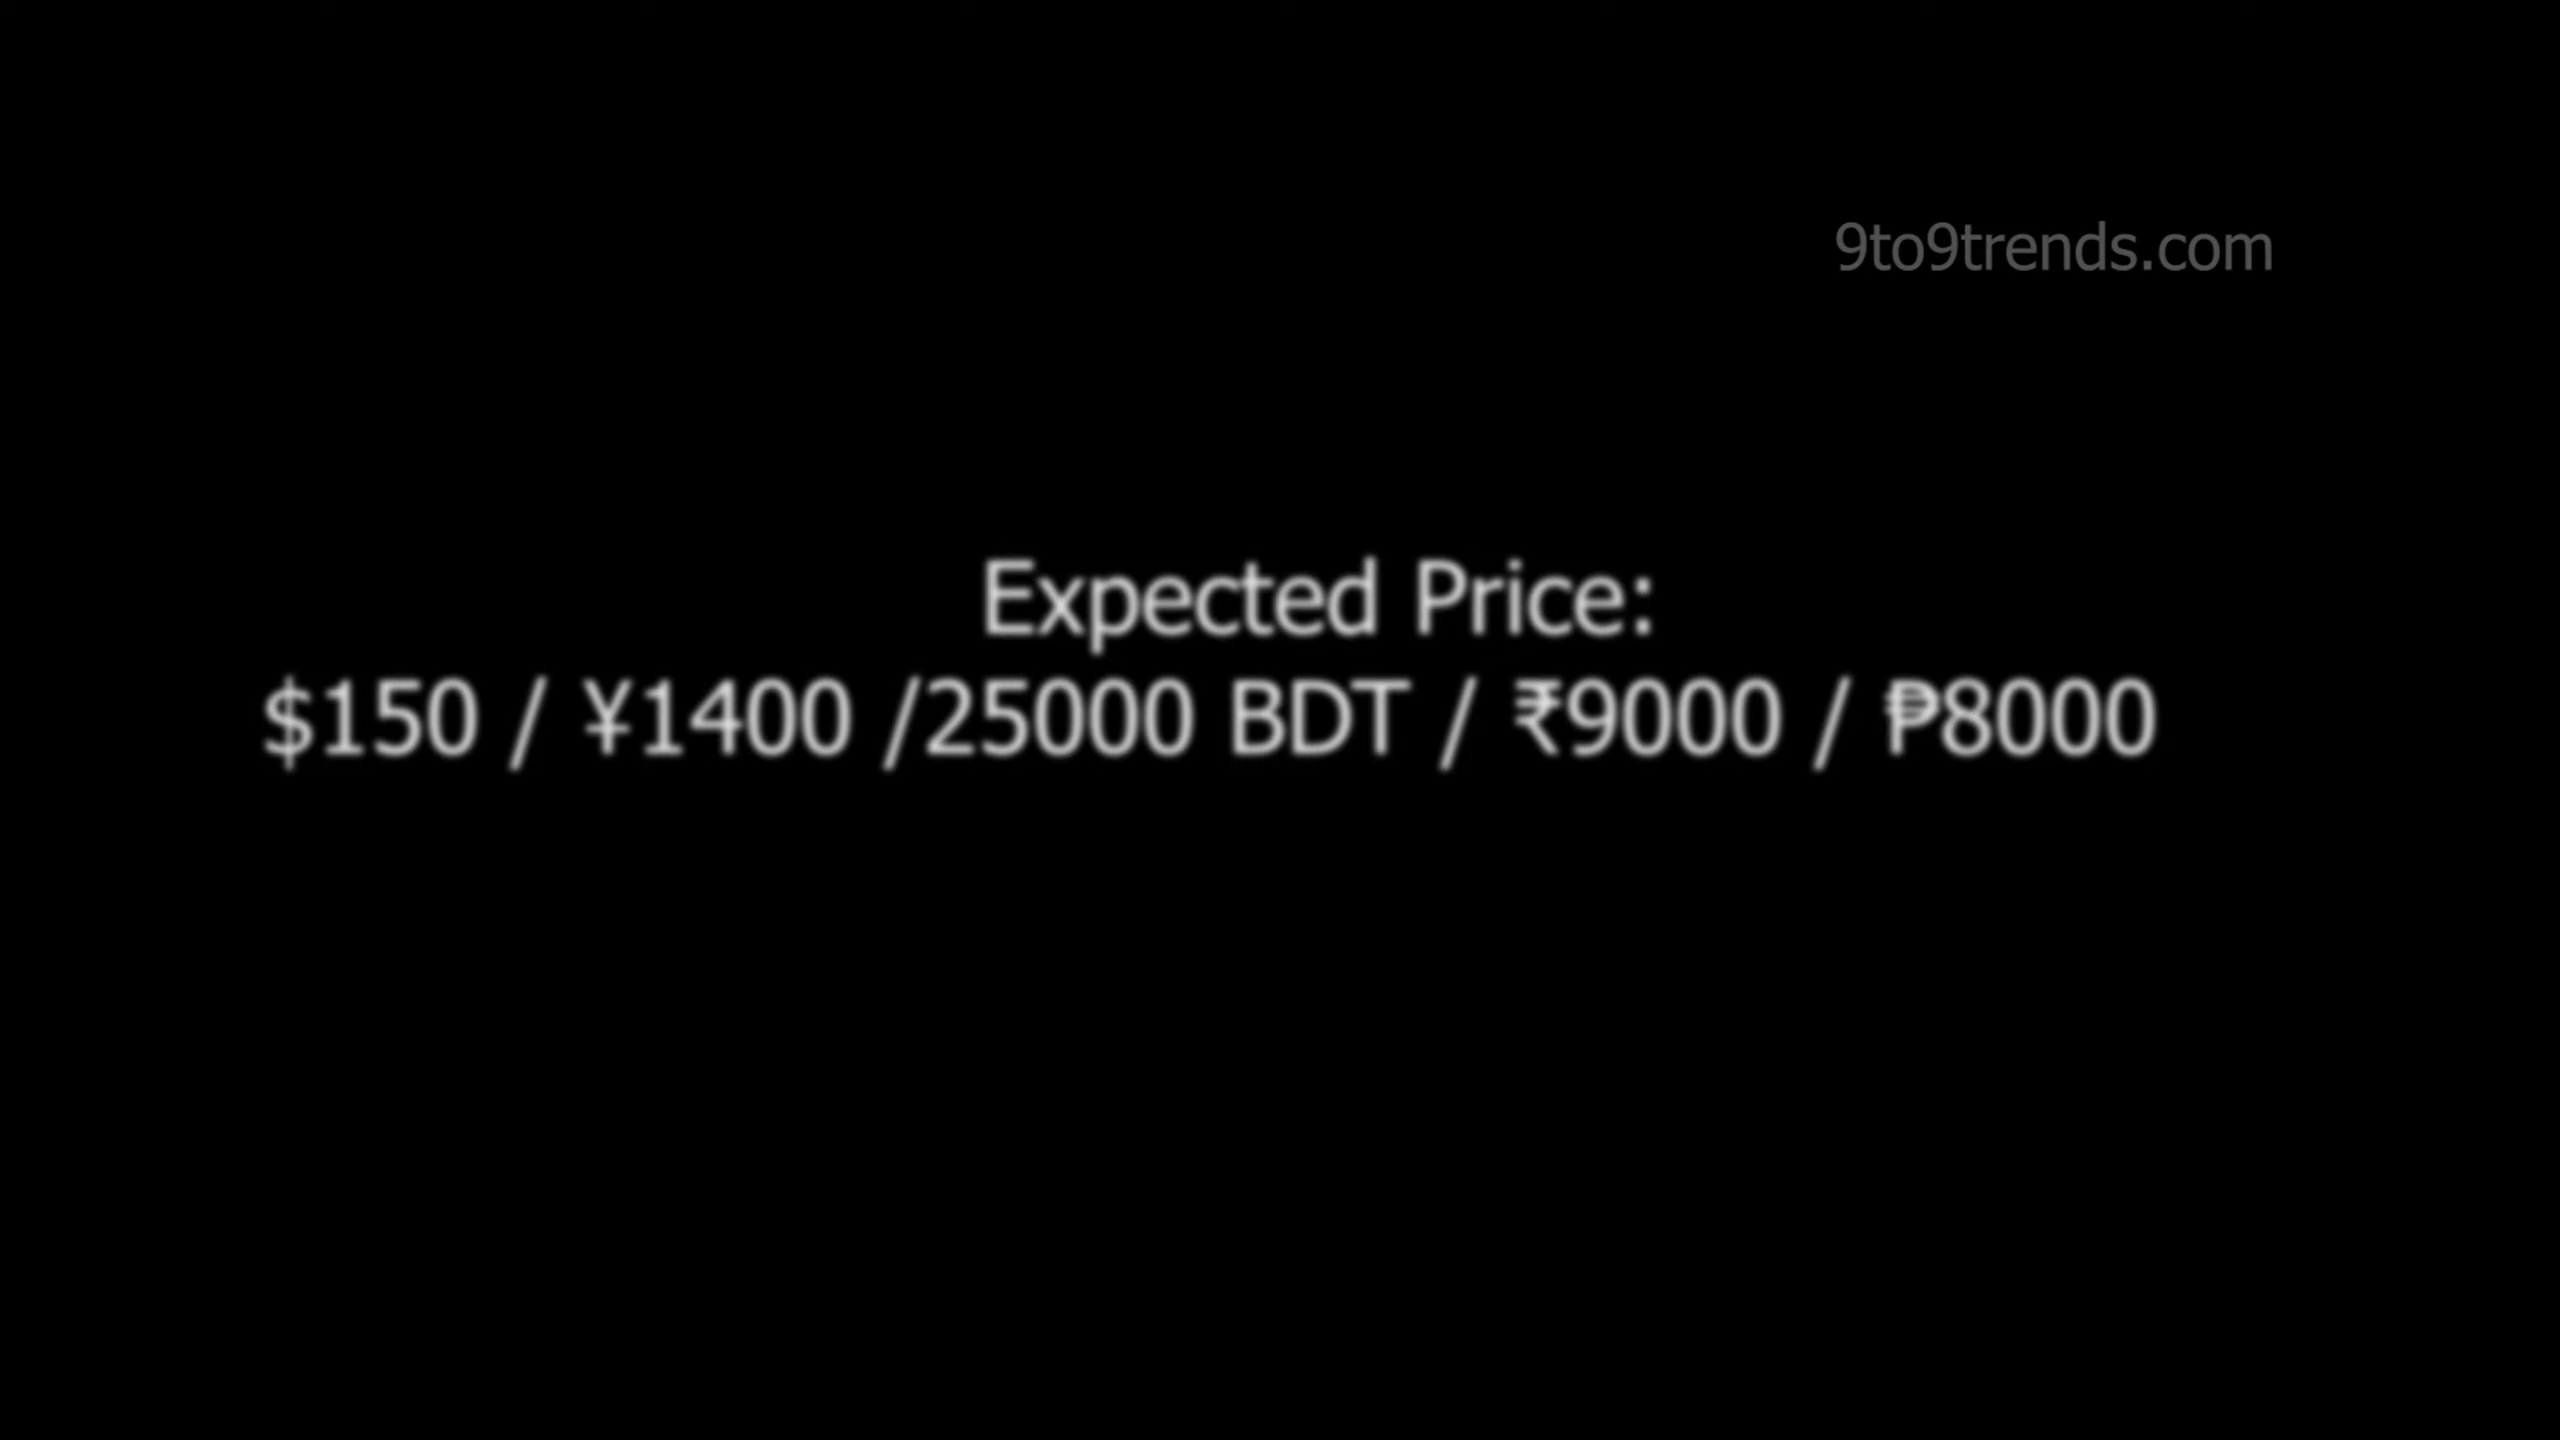 9to9trends.com
Expected Price:
$150 / ¥1400 /25000 BDT / ₹9000 / ₱8000